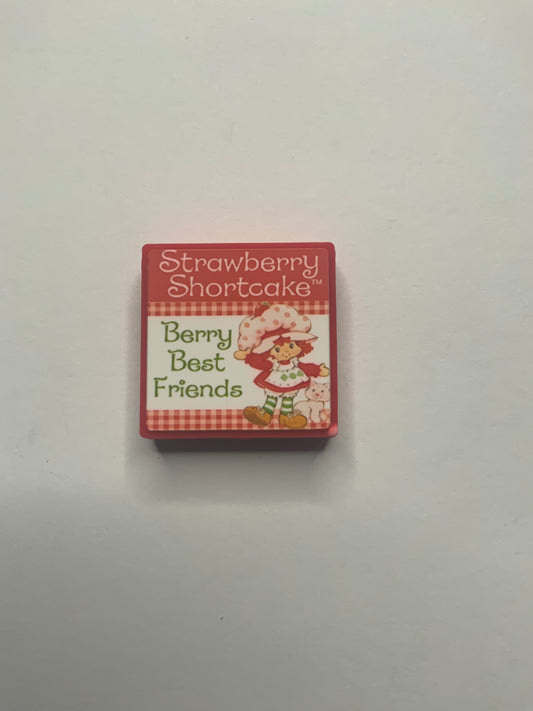 Strawberry
Shortcake™
Berry
Best
Friends